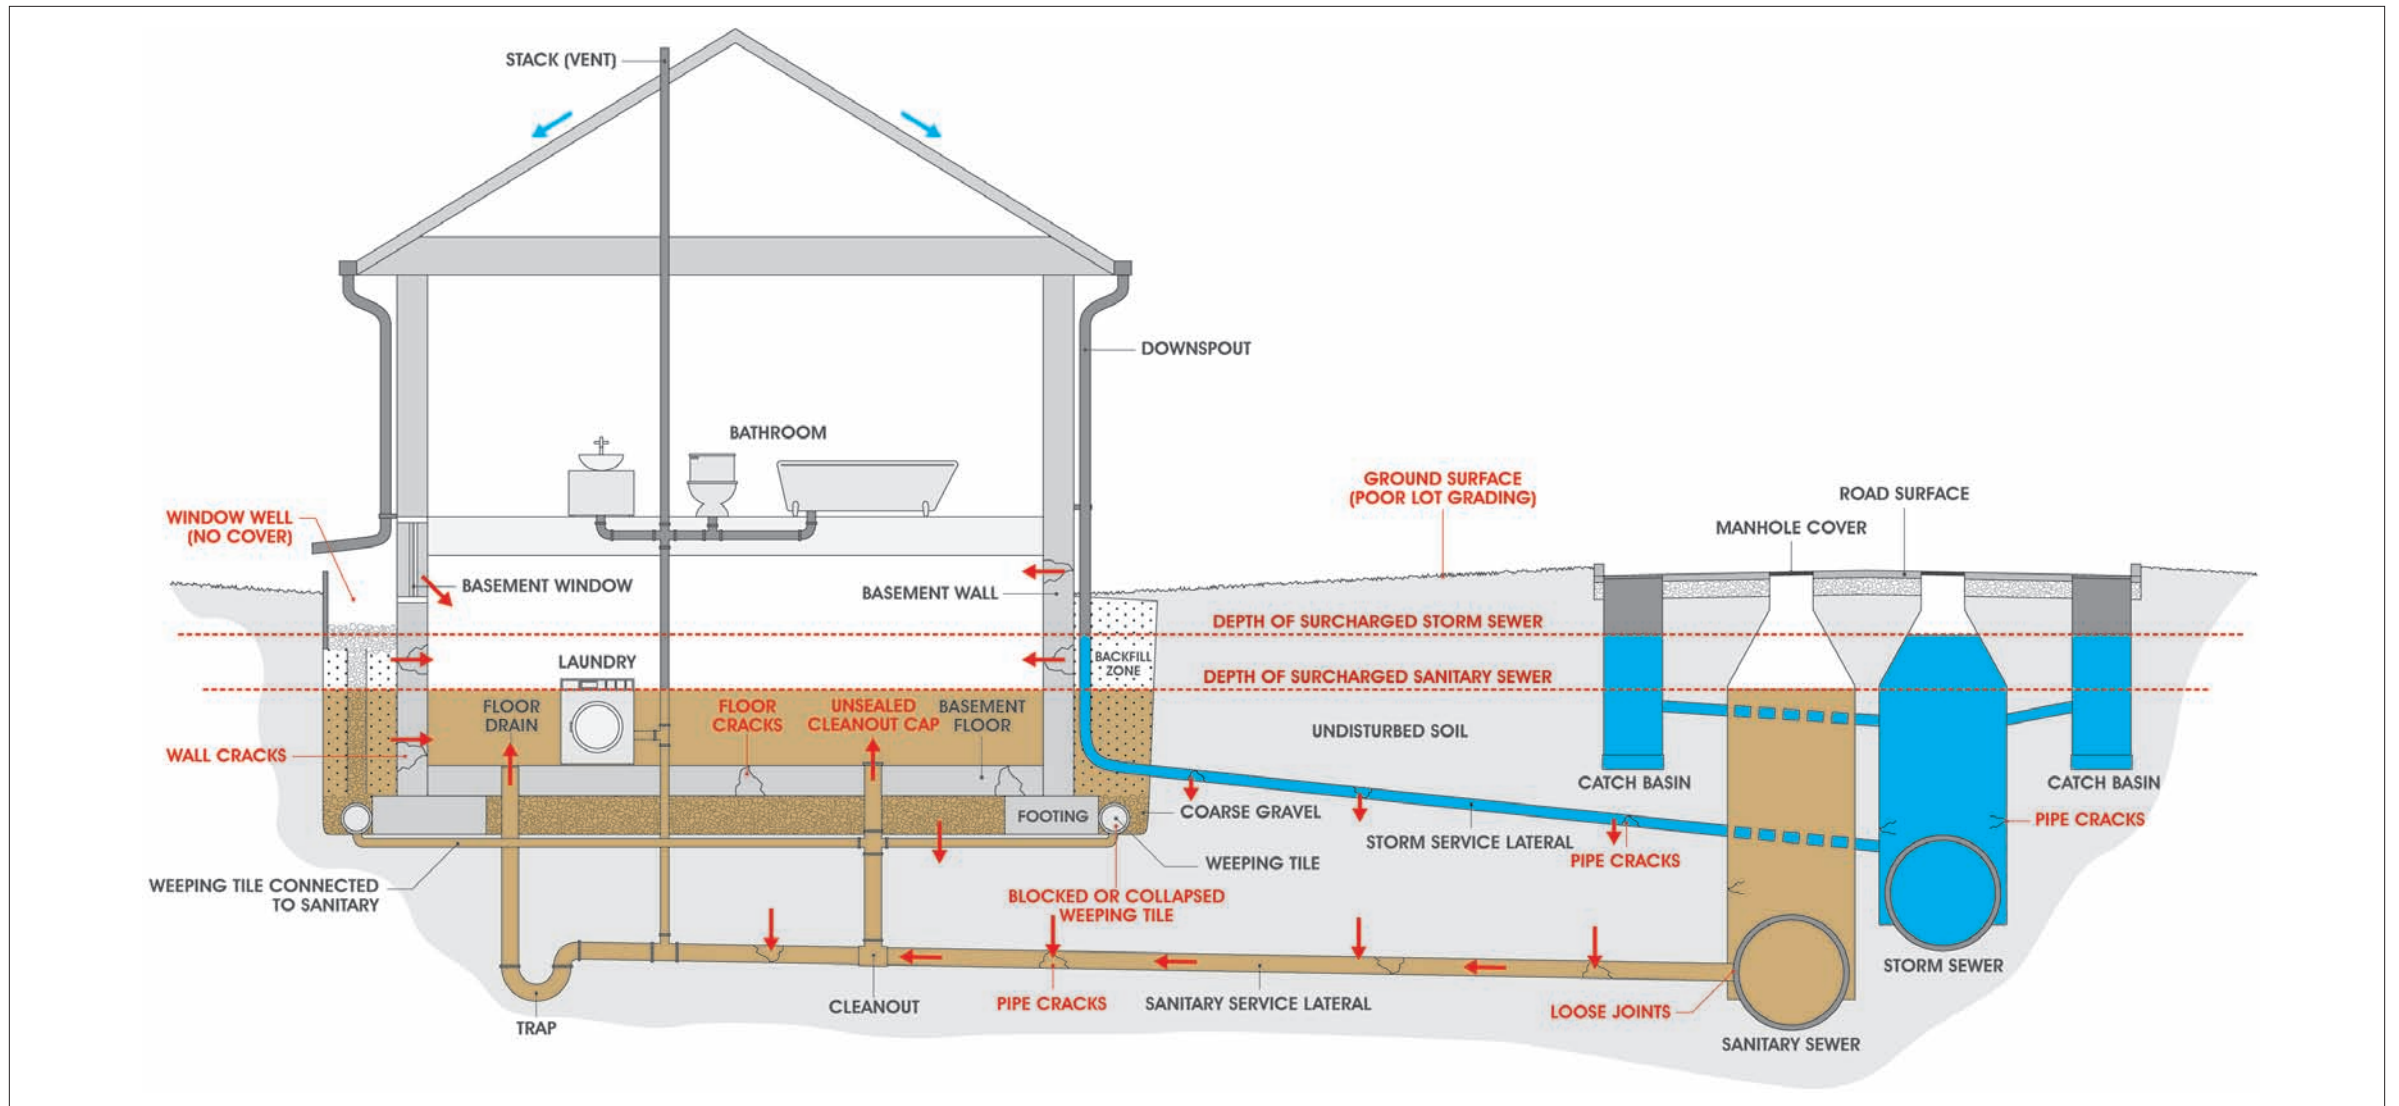 STACK (VENT)
DOWNSPOUT
BATHROOM
WINDOW WELL
(NO COVER)
BASEMENT WINDOW
BASEMENT WALL
GROUND SURFACE
(POOR LOT GRADING)
ROAD SURFACE
MANHOLE COVER
DEPTH OF SURCHARGED STORM SEWER
LAUNDRY
BACKFILL
ZONE
DEPTH OF SURCHARGED SANITARY SEWER
FLOOR
DRAIN
FLOOR
CRACKS
UNSEALED
CLEANOUT CAP
BASEMENT
FLOOR
UNDISTURBED SOIL
WALL CRACKS
CATCH BASIN
CATCH BASIN
FOOTING
COARSE GRAVEL
STORM SERVICE LATERAL
PIPE CRACKS
PIPE CRACKS
WEEPING TILE
WEEPING TILE CONNECTED
TO SANITARY
BLOCKED OR COLLAPSED
WEEPING TILE
STORM SEWER
CLEANOUT
PIPE CRACKS
SANITARY SERVICE LATERAL
LOOSE JOINTS
TRAP
SANITARY SEWER